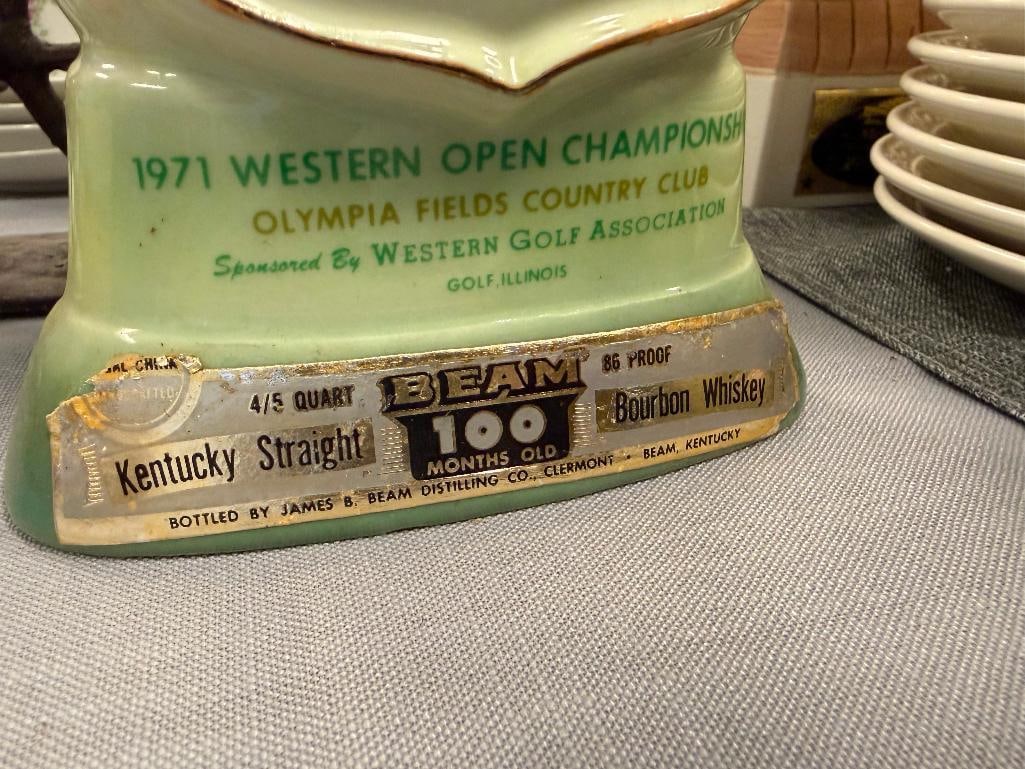 1971 WESTERN OPEN CHAMPIONSH
OLYMPIA FIELDS COUNTRY CLUB
Sponsored By WESTERN GOLF ASSOCIATION
GOLF, ILLINOIS
4/5 QUART
BEAM
86 PROOF
Kentucky Straight
100
MONTHS OLD
Bourbon Whiskey
BOTTLED BY JAMES B. BEAM DISTILLING CO., CLERMONT · BEAM, KENTUCKY